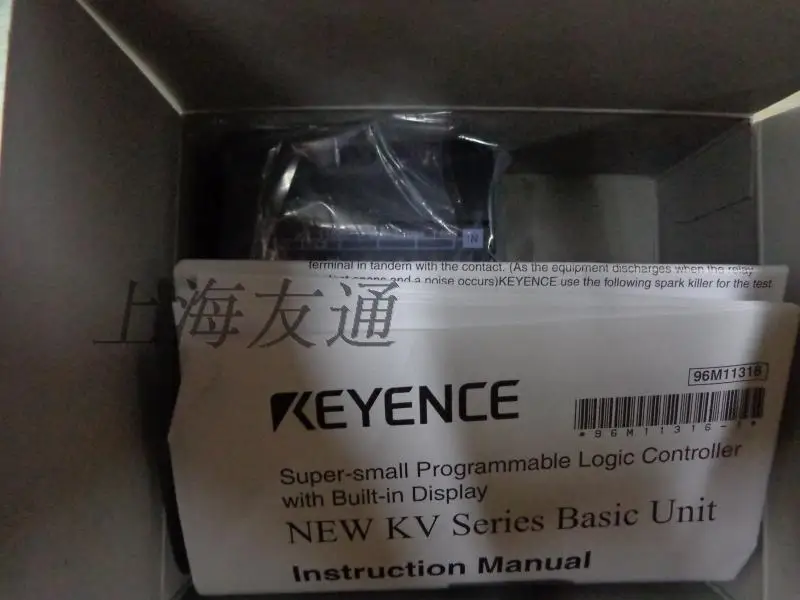 IN
Terminal in tandem with the contact. (As the equipment discharges when the relay
and a noise occurs)KEYENCE use the following spark killer for the test
上海友通
96M11316
KEYENCE
*96M11316-1*
Super-small Programmable Logic Controller
with Built-in Display
NEW KV Series Basic Unit
Instruction Manual